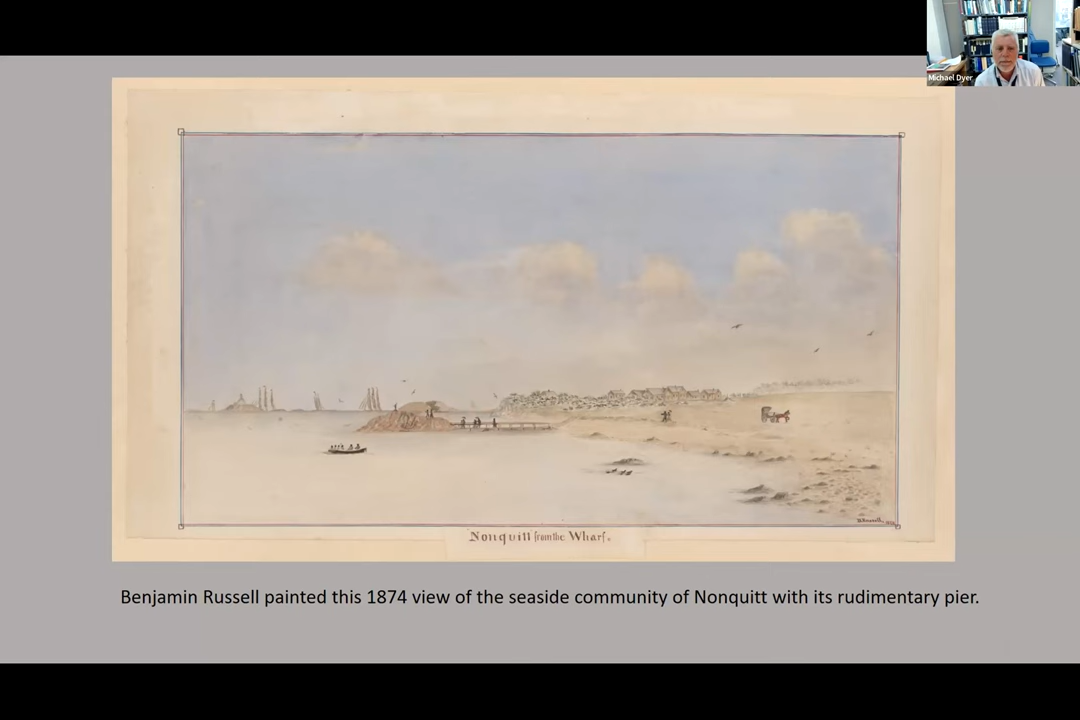 Michael Dyer
Nonquitt from the Wharf.
Benjamin Russell painted this 1874 view of the seaside community of Nonquitt with its rudimentary pier.